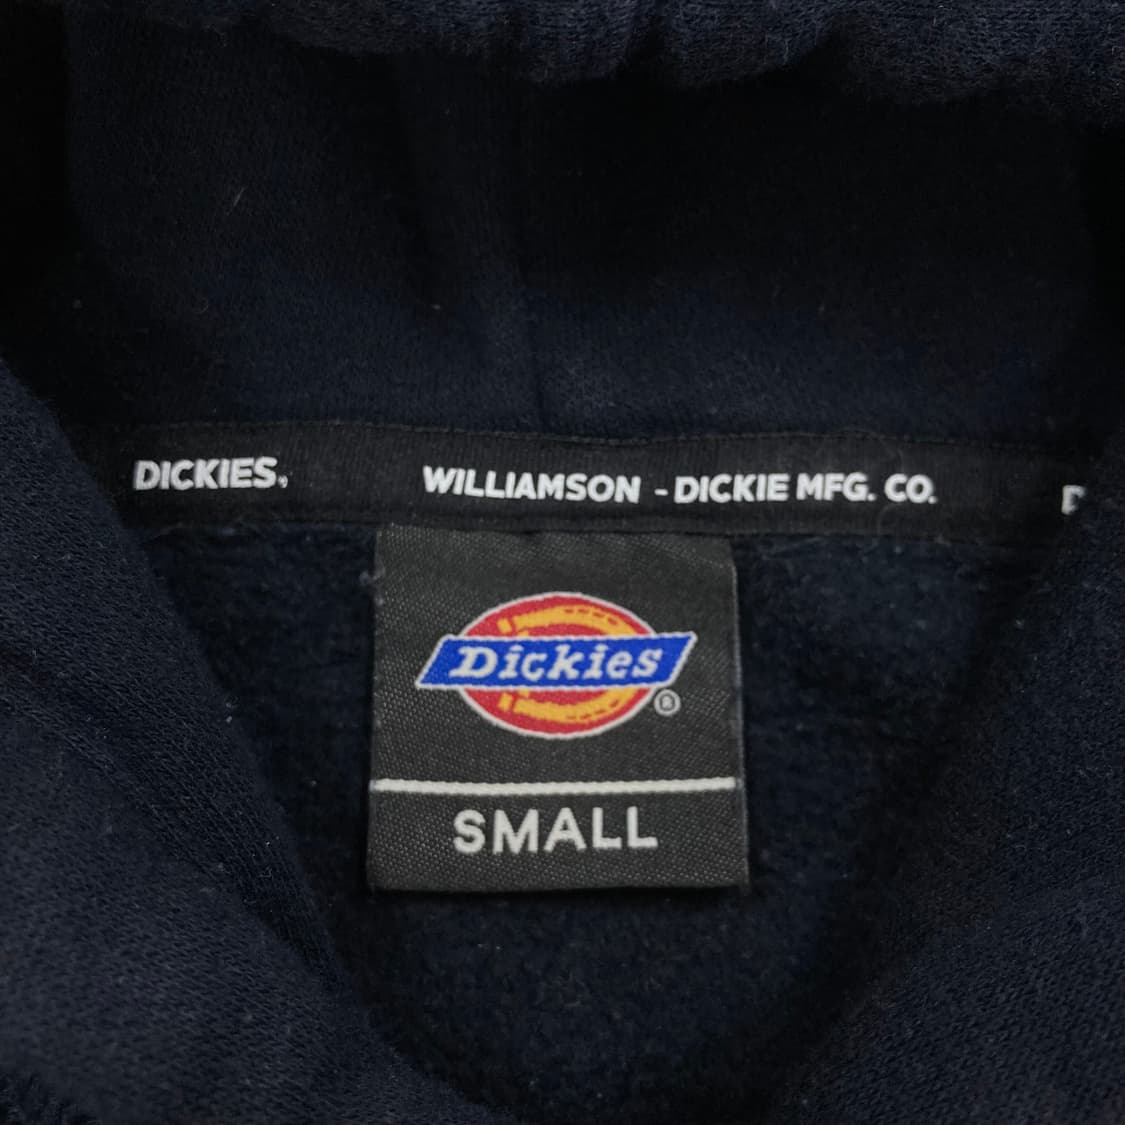 DICKIES, WILLIAMSON - DICKIE MFG. CO. D
Dickies ®
SMALL